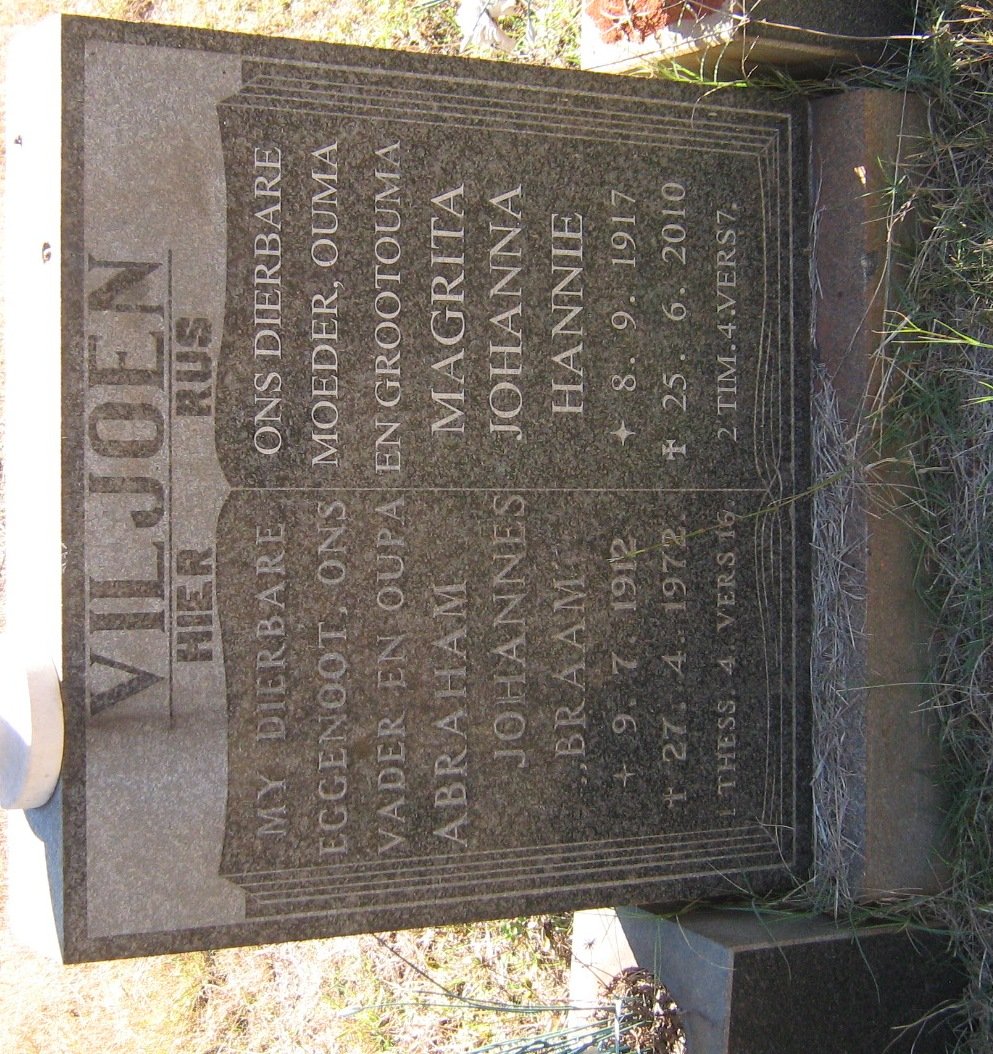 VILJOEN
HIER RUS
MY DIERBARE
EGGENOOT, ONS
VADER EN OUPA
ABRAHAM
JOHANNES
„BRAAM”
✶ 9. 7. 1912
✝ 27. 4. 1972.
1 THESS. 4 VERS 16
ONS DIERBARE
MOEDER, OUMA
EN GROOTOUMA
MAGRITA
JOHANNA
HANNIE
✶ 8. 9. 1917
✝ 25. 6. 2010
2 TIM. 4. VERS 7.